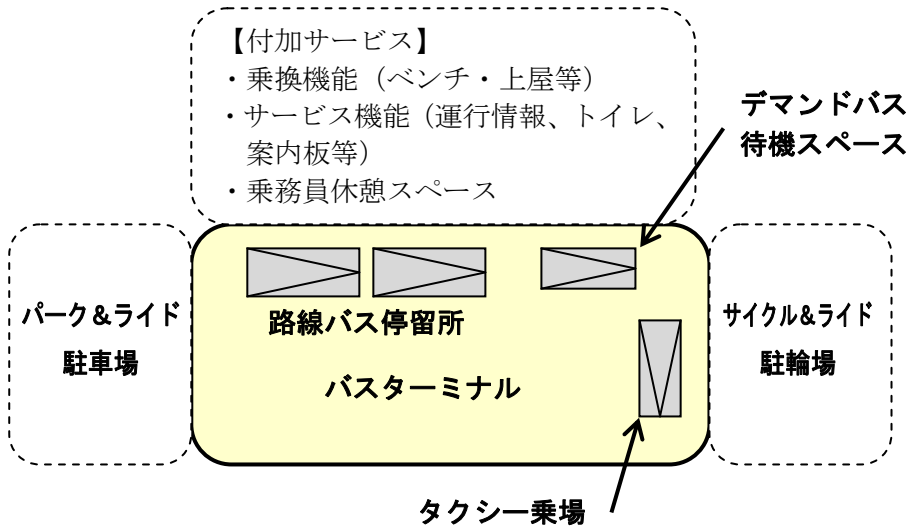 【付加サービス】
・乗換機能（ベンチ・上屋等）
・サービス機能（運行情報、トイレ、
案内板等）
・乗務員休憩スペース
デマンドバス
待機スペース
パーク&ライド
駐車場
路線バス停留所
バスターミナル
サイクル&ライド
駐輪場
タクシー乗場